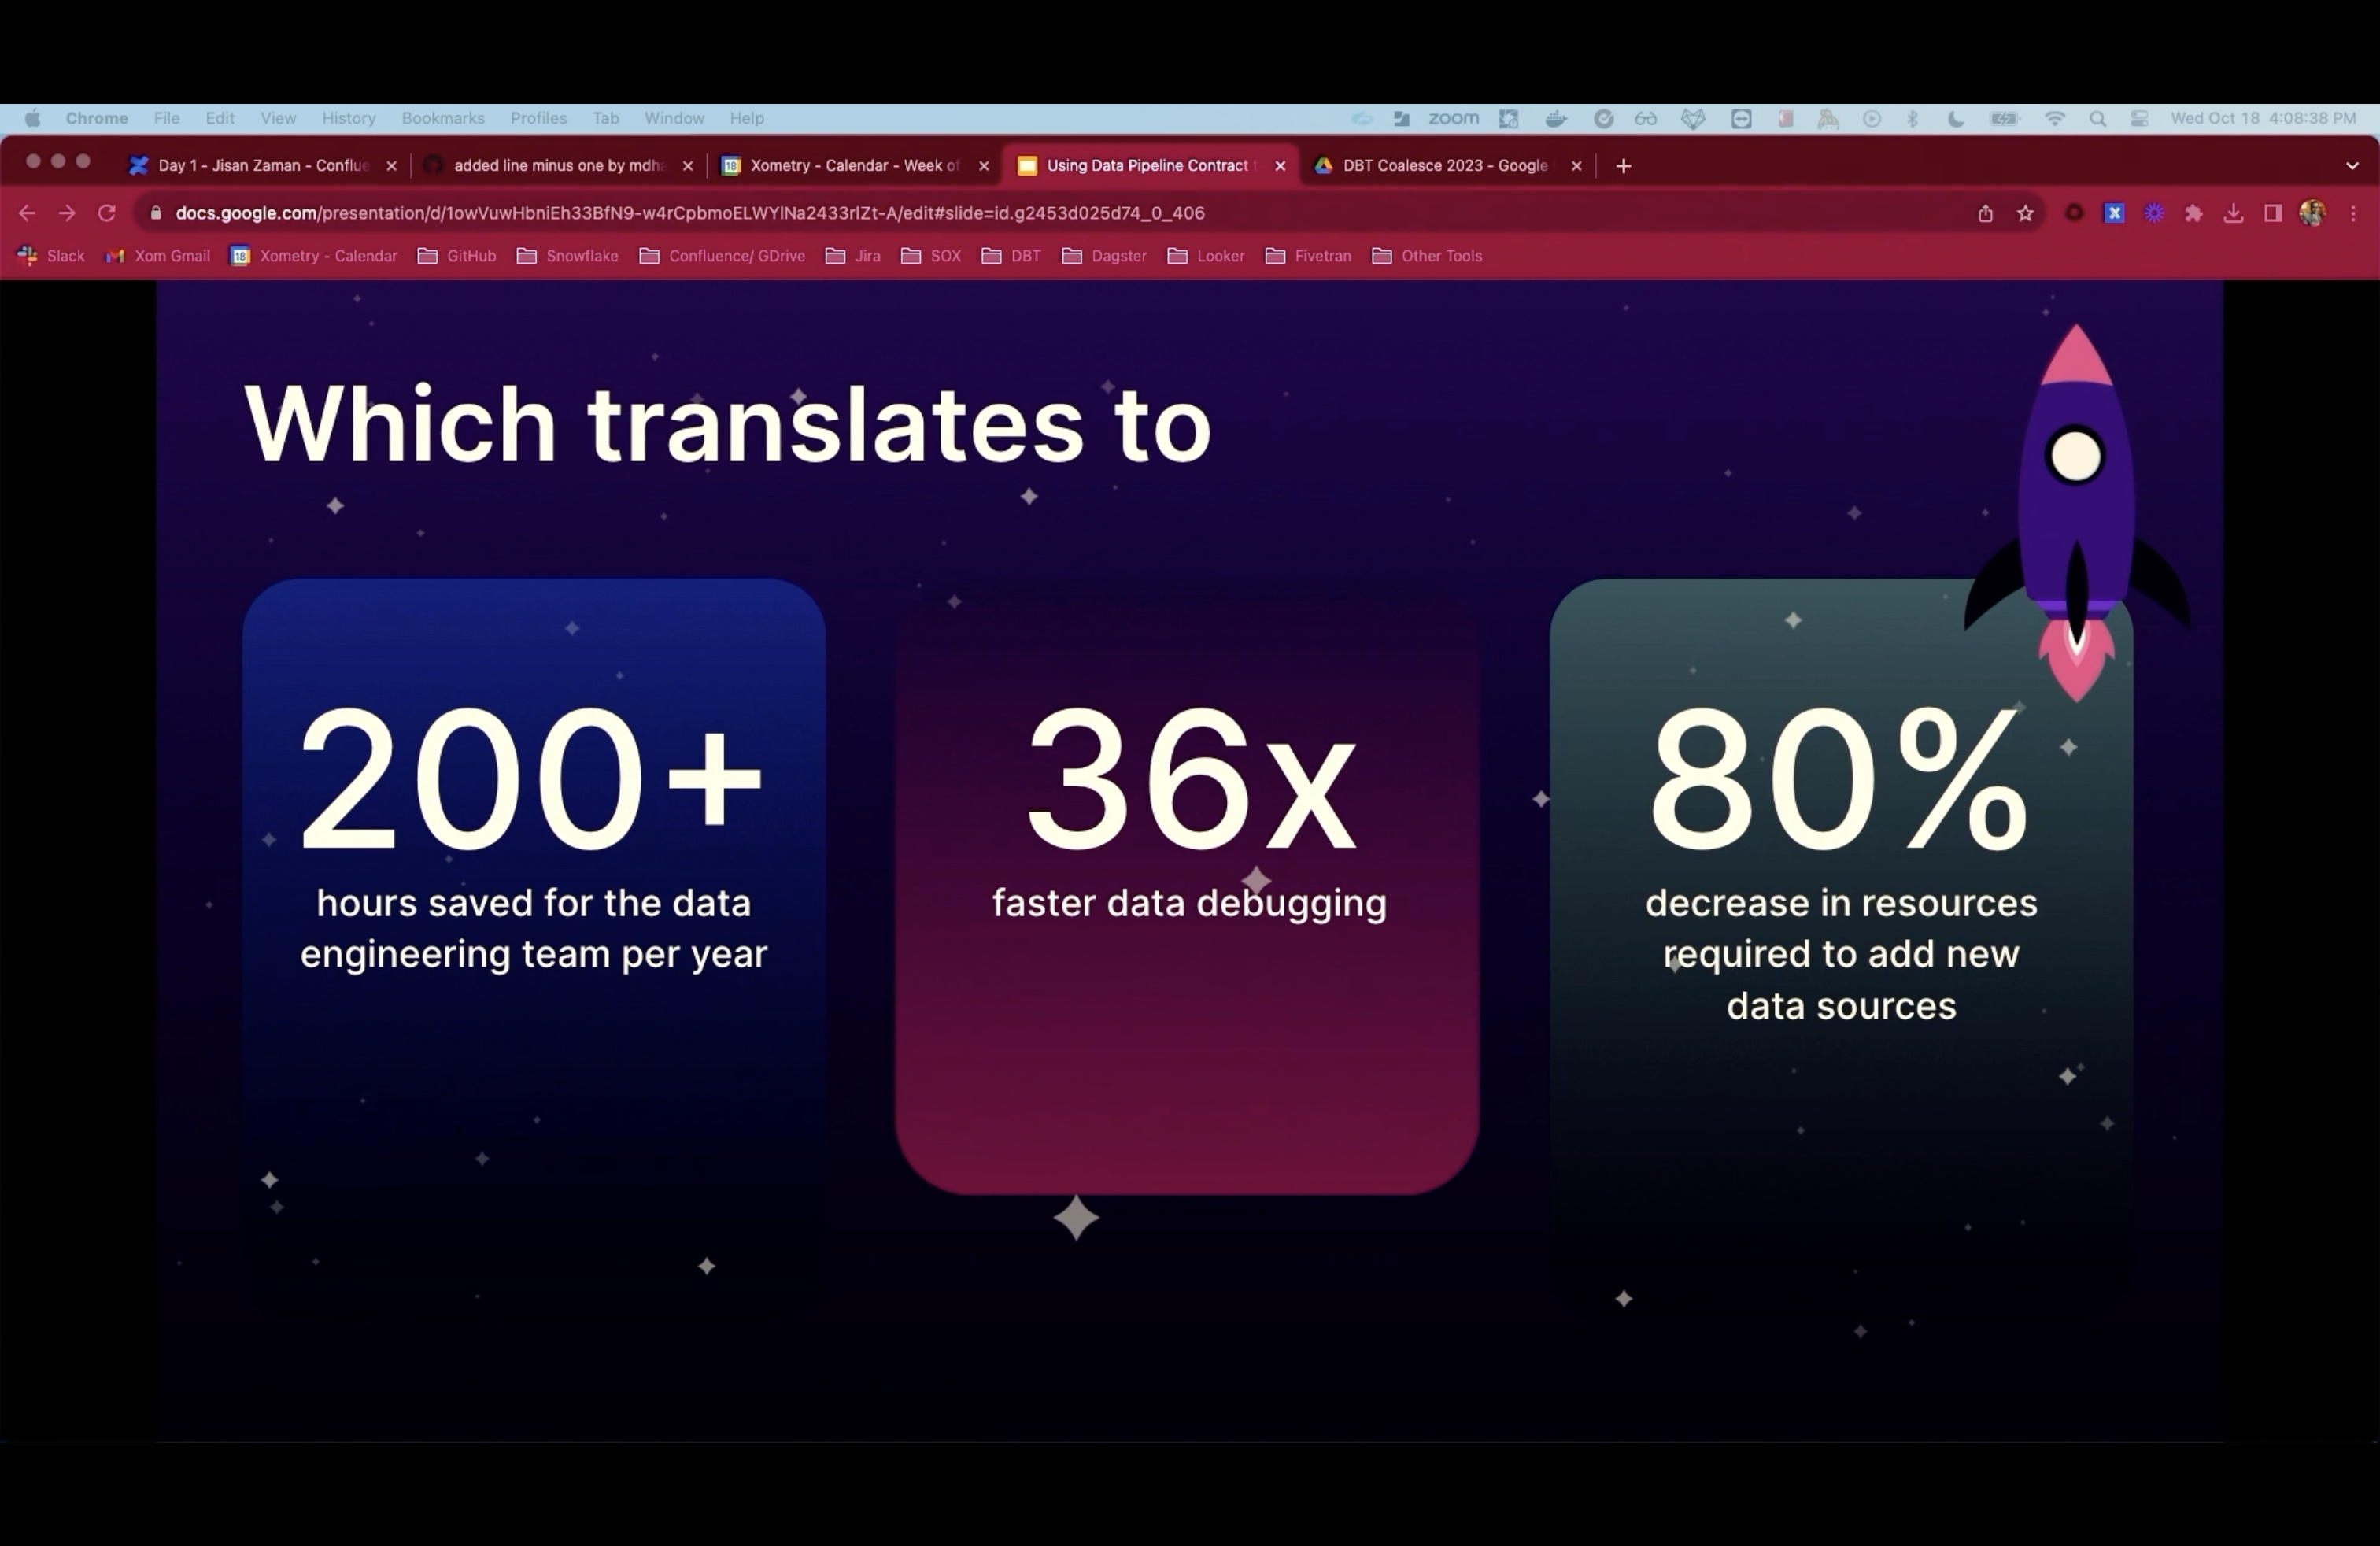 Chrome File Edit View History Bookmarks Profiles Tab Window Help zoom Wed Oct 18 4:08:38 PM
Day 1 - Jisan Zaman - Conflue added line minus one by mdha Xometry - Calendar - Week of Using Data Pipeline Contract t DBT Coalesce 2023 - Google
docs.google.com/presentation/d/1owVuwHbniEh33BfN9-w4rCpbmoELWYINa2433rIZt-A/edit#slide=id.g2453d025d74_0_406
Slack Xom Gmail 18 Xometry - Calendar GitHub Snowflake Confluence/ GDrive Jira SOX DBT Dagster Looker Fivetran Other Tools
Which translates to
200+
hours saved for the data
engineering team per year
36x
faster data debugging
80%
decrease in resources
required to add new
data sources